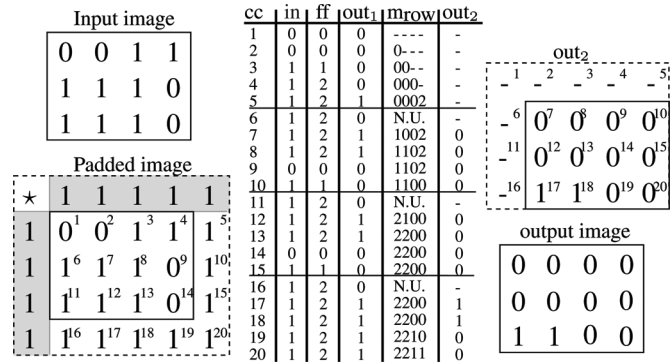 Input image
0 0 1 1
1 1 1 0
1 1 1 0
Padded image
⋆ 1 1 1 1 1
1 0¹ 0² 1³ 1⁴ 1⁵
1 1⁶ 1⁷ 1⁸ 0⁹ 1¹⁰
1 1¹¹ 1¹² 1¹³ 0¹⁴ 1¹⁵
1 1¹⁶ 1¹⁷ 1¹⁸ 1¹⁹ 1²⁰
cc in ff out₁ mrow out₂
1 0 0 0 ---- -
2 0 0 0 0--- -
3 1 1 0 00-- -
4 1 2 0 000- -
5 1 2 1 0002 -
6 1 2 0 N.U. -
7 1 2 1 1002 0
8 1 2 1 1102 0
9 0 0 0 1102 0
10 1 1 0 1100 0
11 1 2 0 N.U. -
12 1 2 1 2100 0
13 1 2 1 2200 0
14 0 0 0 2200 0
15 1 1 0 2200 0
16 1 2 0 N.U. -
17 1 2 1 2200 1
18 1 2 1 2200 1
19 1 2 1 2210 0
20 1 2 1 2211 0
out₂
-¹ -² -³ -⁴ -⁵
-⁶ 0⁷ 0⁸ 0⁹ 0¹⁰
-¹¹ 0¹² 0¹³ 0¹⁴ 0¹⁵
-¹⁶ 1¹⁷ 1¹⁸ 0¹⁹ 0²⁰
output image
0 0 0 0
0 0 0 0
1 1 0 0